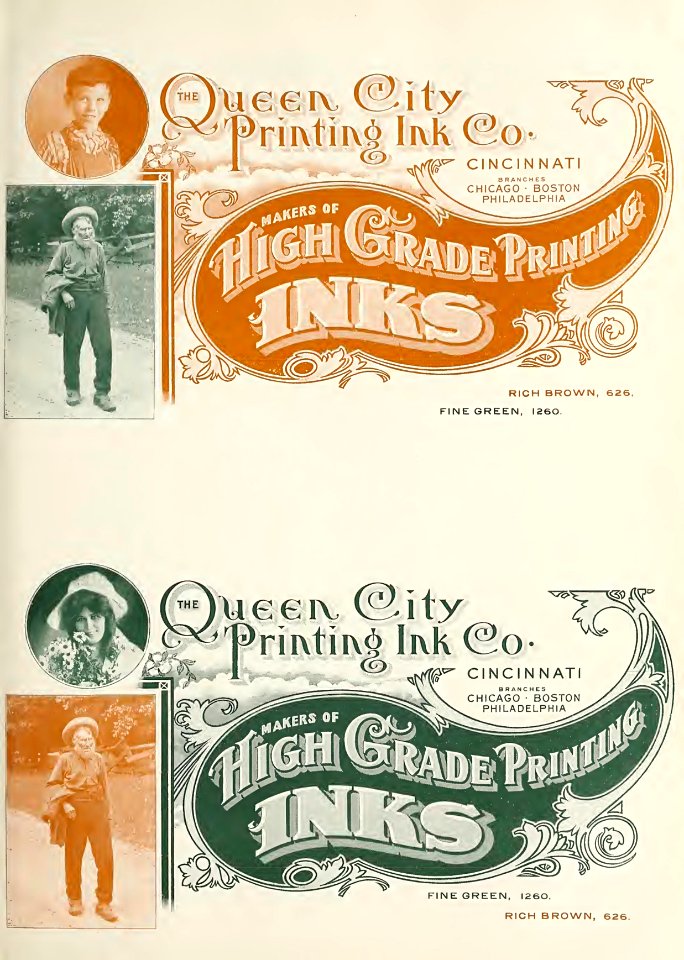 THE QUEEN CITY
PRINTING INK CO.
CINCINNATI
BRANCHES
CHICAGO · BOSTON
PHILADELPHIA
MAKERS OF
HIGH GRADE PRINTING
INKS
RICH BROWN, 626.
FINE GREEN, 1260.
THE QUEEN CITY
PRINTING INK CO.
CINCINNATI
BRANCHES
CHICAGO · BOSTON
PHILADELPHIA
MAKERS OF
HIGH GRADE PRINTING
INKS
FINE GREEN, 1260.
RICH BROWN, 626.